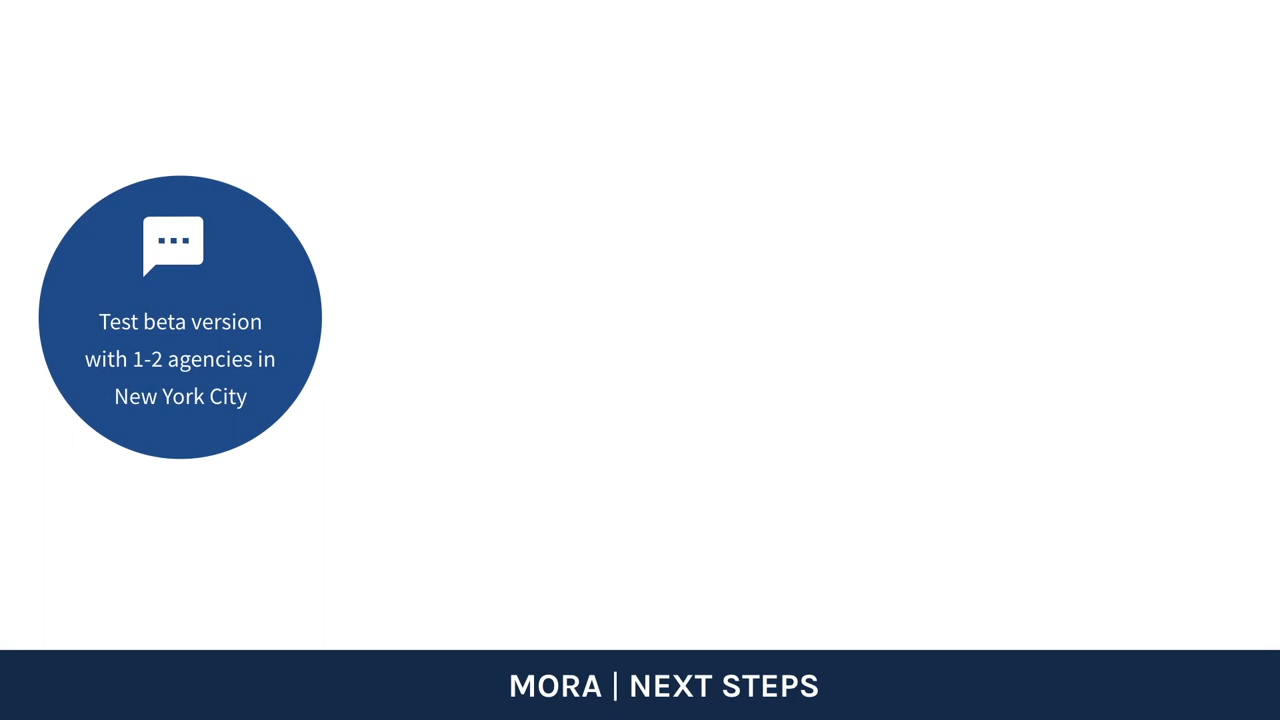 Test beta version
with 1-2 agencies in
New York City
MORA | NEXT STEPS